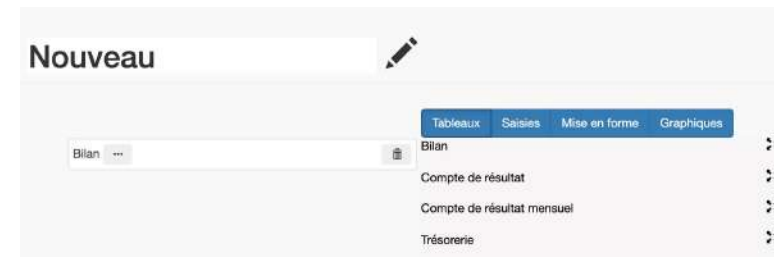 Nouveau
Tableaux Saisies Mise en forme Graphiques
Bilan ...
Bilan
Compte de résultat
Compte de résultat mensuel
Trésorerie